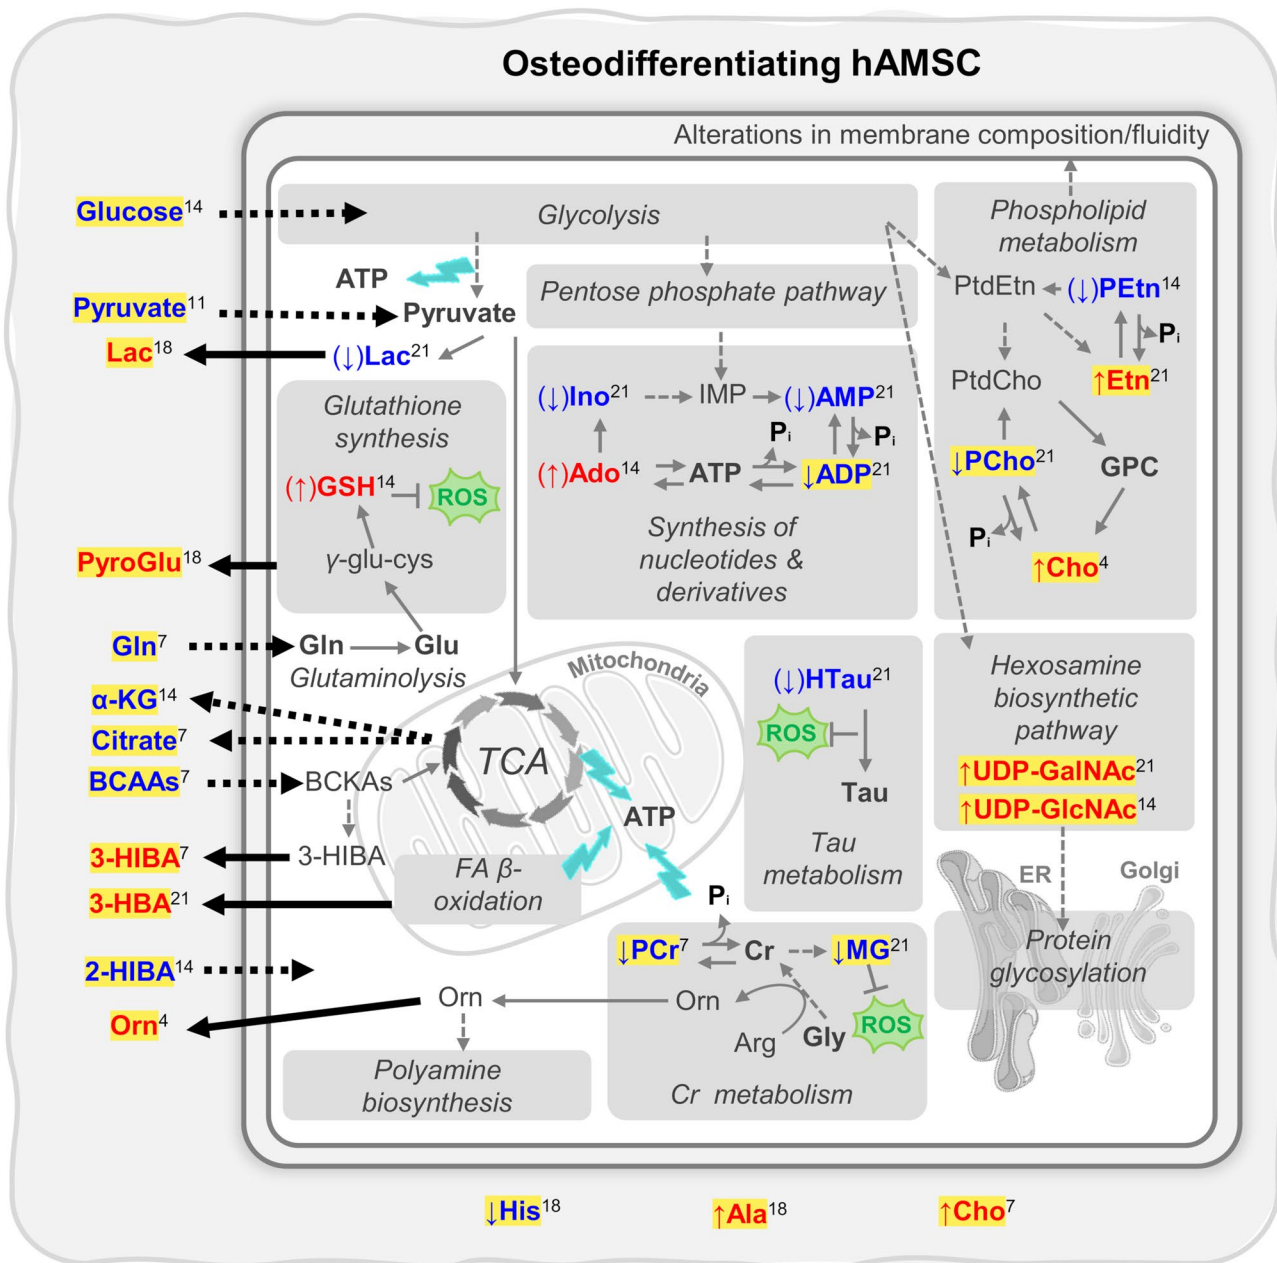 Osteodifferentiating hAMSC
Alterations in membrane composition/fluidity
Glucose14
Pyruvate11
Lac18
PyroGlu18
Gln7
α-KG14
Citrate7
BCAAs7
3-HIBA7
3-HBA21
2-HIBA14
Orn4
Glycolysis
ATP
Pyruvate
(↓)Lac21
Pentose phosphate pathway
Glutathione
synthesis
(↑)GSH14
ROS
γ-glu-cys
Gln
Glu
Glutaminolysis
(↓)Ino21
IMP
(↓)AMP21
Pi
Pi
(↑)Ado14
ATP
↓ADP21
Synthesis of
nucleotides &
derivatives
Phospholipid
metabolism
PtdEtn
(↓)PEtn14
Pi
PtdCho
↑Etn21
↓PCho21
GPC
Pi
↑Cho4
Mitochondria
TCA
BCKAs
ATP
3-HIBA
FA β-
oxidation
(↓)HTau21
ROS
Tau
Tau
metabolism
Hexosamine
biosynthetic
pathway
↑UDP-GalNAc21
↑UDP-GlcNAc14
ER
Golgi
Protein
glycosylation
Pi
↓PCr7
Cr
↓MG21
Orn
Orn
ROS
Arg
Gly
Cr metabolism
Polyamine
biosynthesis
↓His18
↑Ala18
↑Cho7